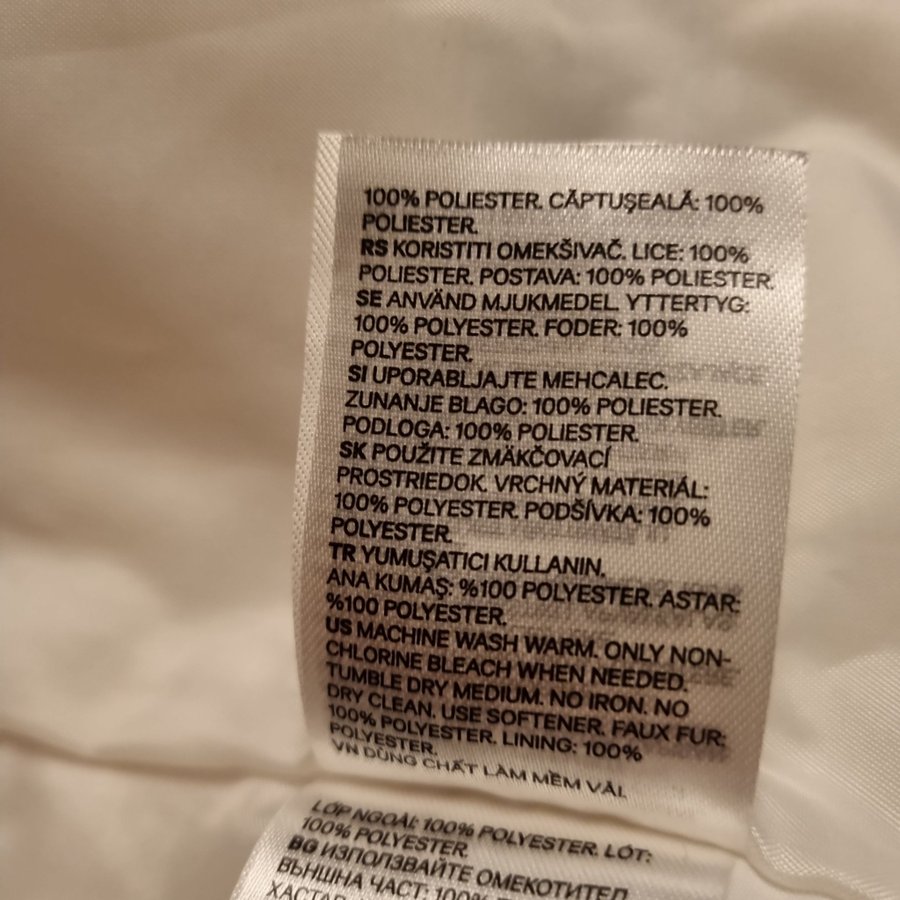 100% POLIESTER. CĂPTUŞEALĂ: 100%
POLIESTER.
RS KORISTITI OMEKŠIVAČ. LICE: 100%
POLIESTER. POSTAVA: 100% POLIESTER.
SE ANVÄND MJUKMEDEL. YTTERTYG:
100% POLYESTER. FODER: 100%
POLYESTER.
SI UPORABLJAJTE MEHCALEC.
ZUNANJE BLAGO: 100% POLIESTER.
PODLOGA: 100% POLIESTER.
SK POUŽITE ZMÄKČOVACÍ
PROSTRIEDOK. VRCHNÝ MATERIÁL:
100% POLYESTER. PODŠÍVKA: 100%
POLYESTER.
TR YUMUŞATICI KULLANIN.
ANA KUMAŞ: %100 POLYESTER. ASTAR:
%100 POLYESTER.
US MACHINE WASH WARM. ONLY NON-
CHLORINE BLEACH WHEN NEEDED.
TUMBLE DRY MEDIUM. NO IRON. NO
DRY CLEAN. USE SOFTENER. FAUX FUR:
100% POLYESTER. LINING: 100%
POLYESTER.
VN DÙNG CHẤT LÀM MỀM VẢI.
LỚP NGOÀI: 100% POLYESTER. LÓT:
100% POLYESTER.
BG ИЗПОЛЗВАЙТЕ ОМЕКОТИТЕЛ
ВЪНШНА ЧАСТ: 100%